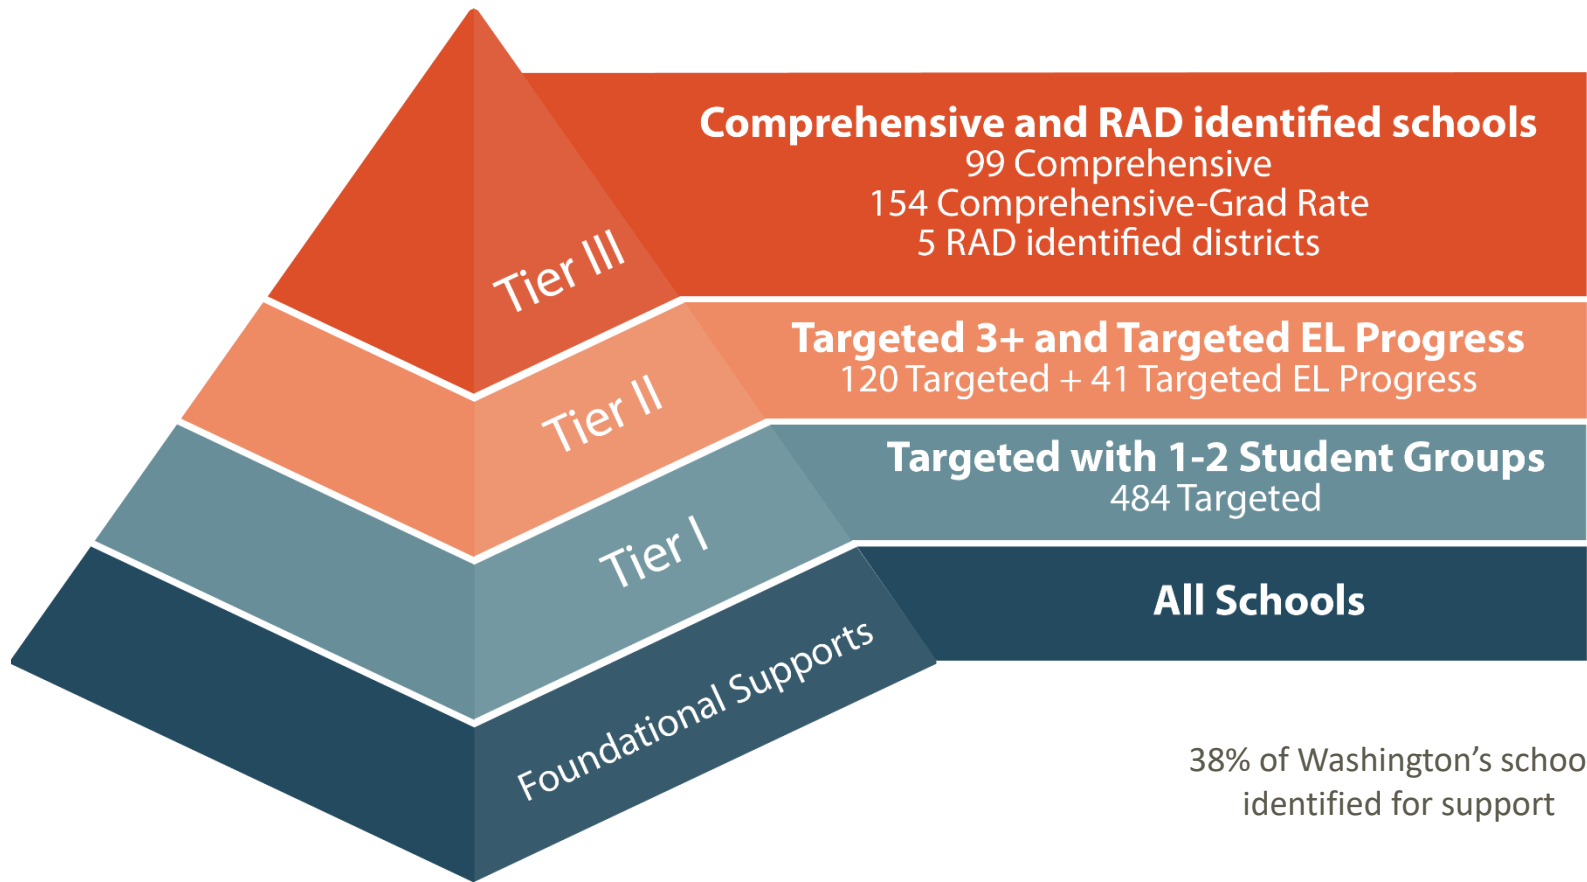 Comprehensive and RAD identified schools
99 Comprehensive
154 Comprehensive-Grad Rate
5 RAD identified districts
Tier III
Targeted 3+ and Targeted EL Progress
120 Targeted + 41 Targeted EL Progress
Tier II
Targeted with 1-2 Student Groups
484 Targeted
Tier I
All Schools
Foundational Supports
38% of Washington's schoo
identified for support